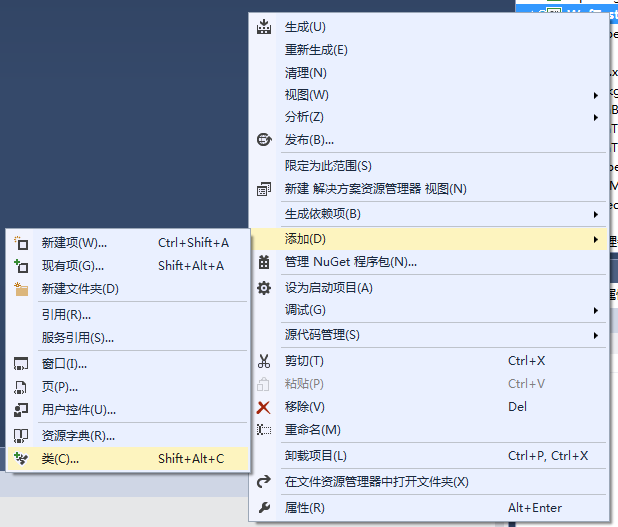 生成(U)
重新生成(E)
清理(N)
视图(W)
分析(Z)
发布(B)...
限定为此范围(S)
新建 解决方案资源管理器 视图(N)
生成依赖项(B)
添加(D)
管理 NuGet 程序包(N)...
设为启动项目(A)
调试(G)
源代码管理(S)
剪切(T) Ctrl+X
粘贴(P) Ctrl+V
移除(V) Del
重命名(M)
卸载项目(L) Ctrl+P, Ctrl+X
在文件资源管理器中打开文件夹(X)
属性(R) Alt+Enter
新建项(W)... Ctrl+Shift+A
现有项(G)... Shift+Alt+A
新建文件夹(D)
引用(R)...
服务引用(S)...
窗口(I)...
页(P)...
用户控件(U)...
资源字典(R)...
类(C)... Shift+Alt+C